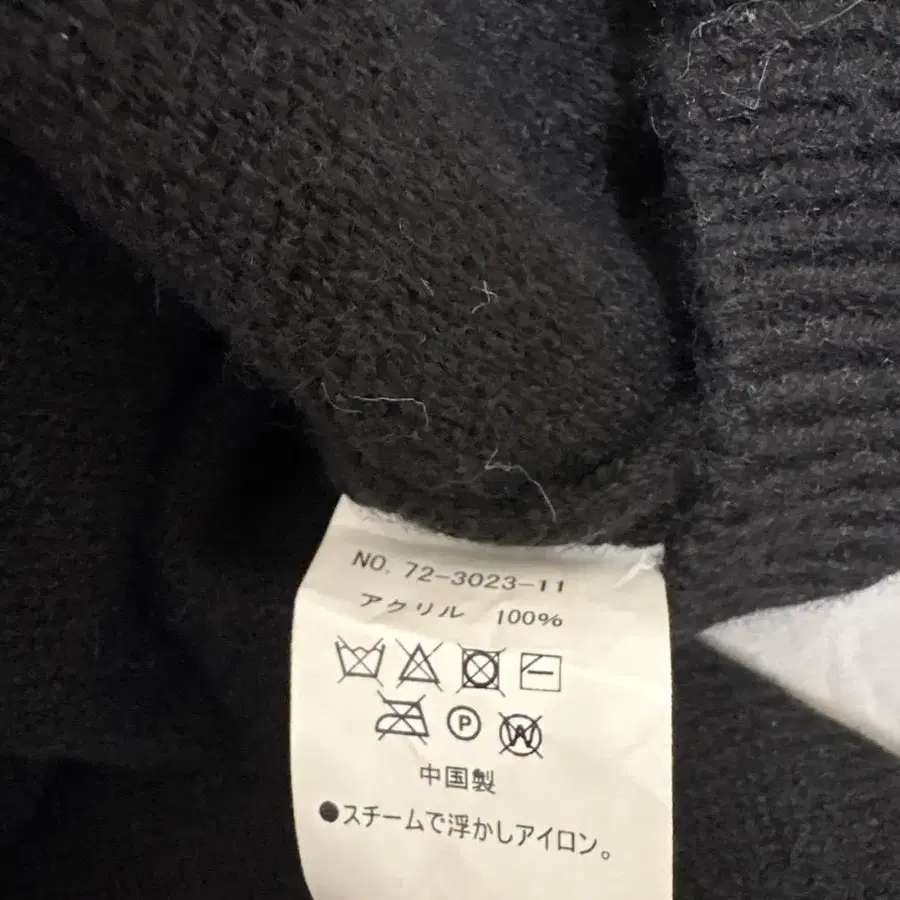 NO. 72-3023-11
アクリル 100%
P W
中国製
●スチームで浮かしアイロン。